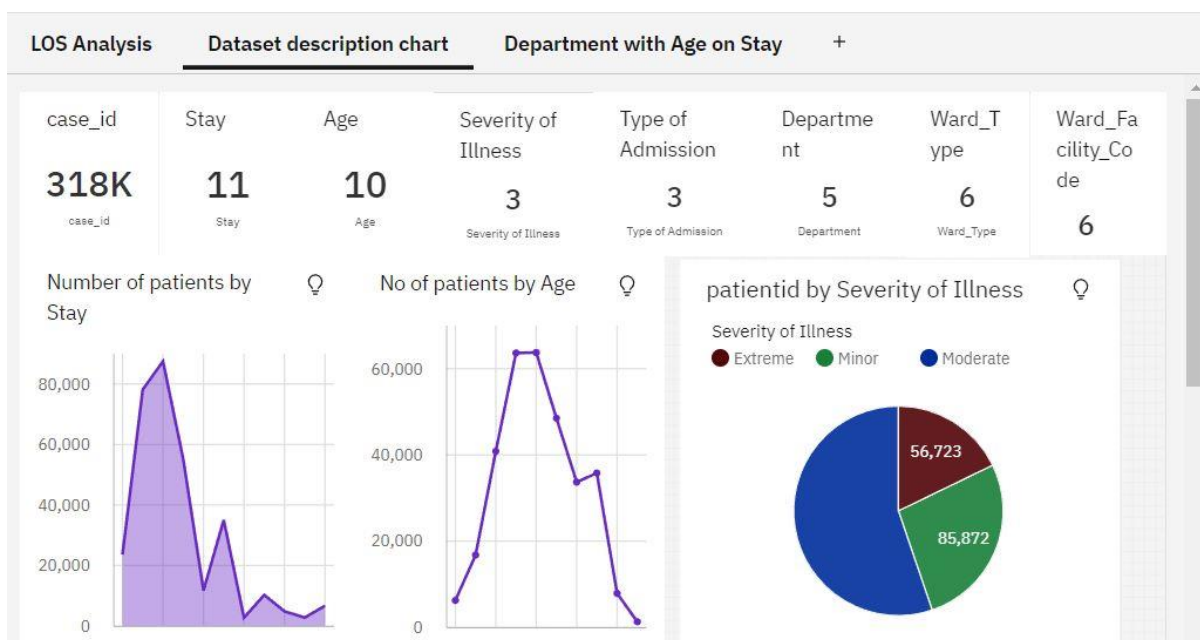 LOS Analysis
Dataset description chart
Department with Age on Stay
+
case_id
318K
case_id
Stay
11
Stay
Age
10
Age
Severity of
Illness
3
Severity of Illness
Type of
Admission
3
Type of Admission
Departme
nt
5
Department
Ward_T
ype
6
Ward_Type
Ward_Fa
cility_Co
de
6
Number of patients by
Stay
80,000
60,000
40,000
20,000
0
No of patients by Age
60,000
40,000
20,000
0
patientid by Severity of Illness
Severity of Illness
Extreme
Minor
Moderate
56,723
85,872